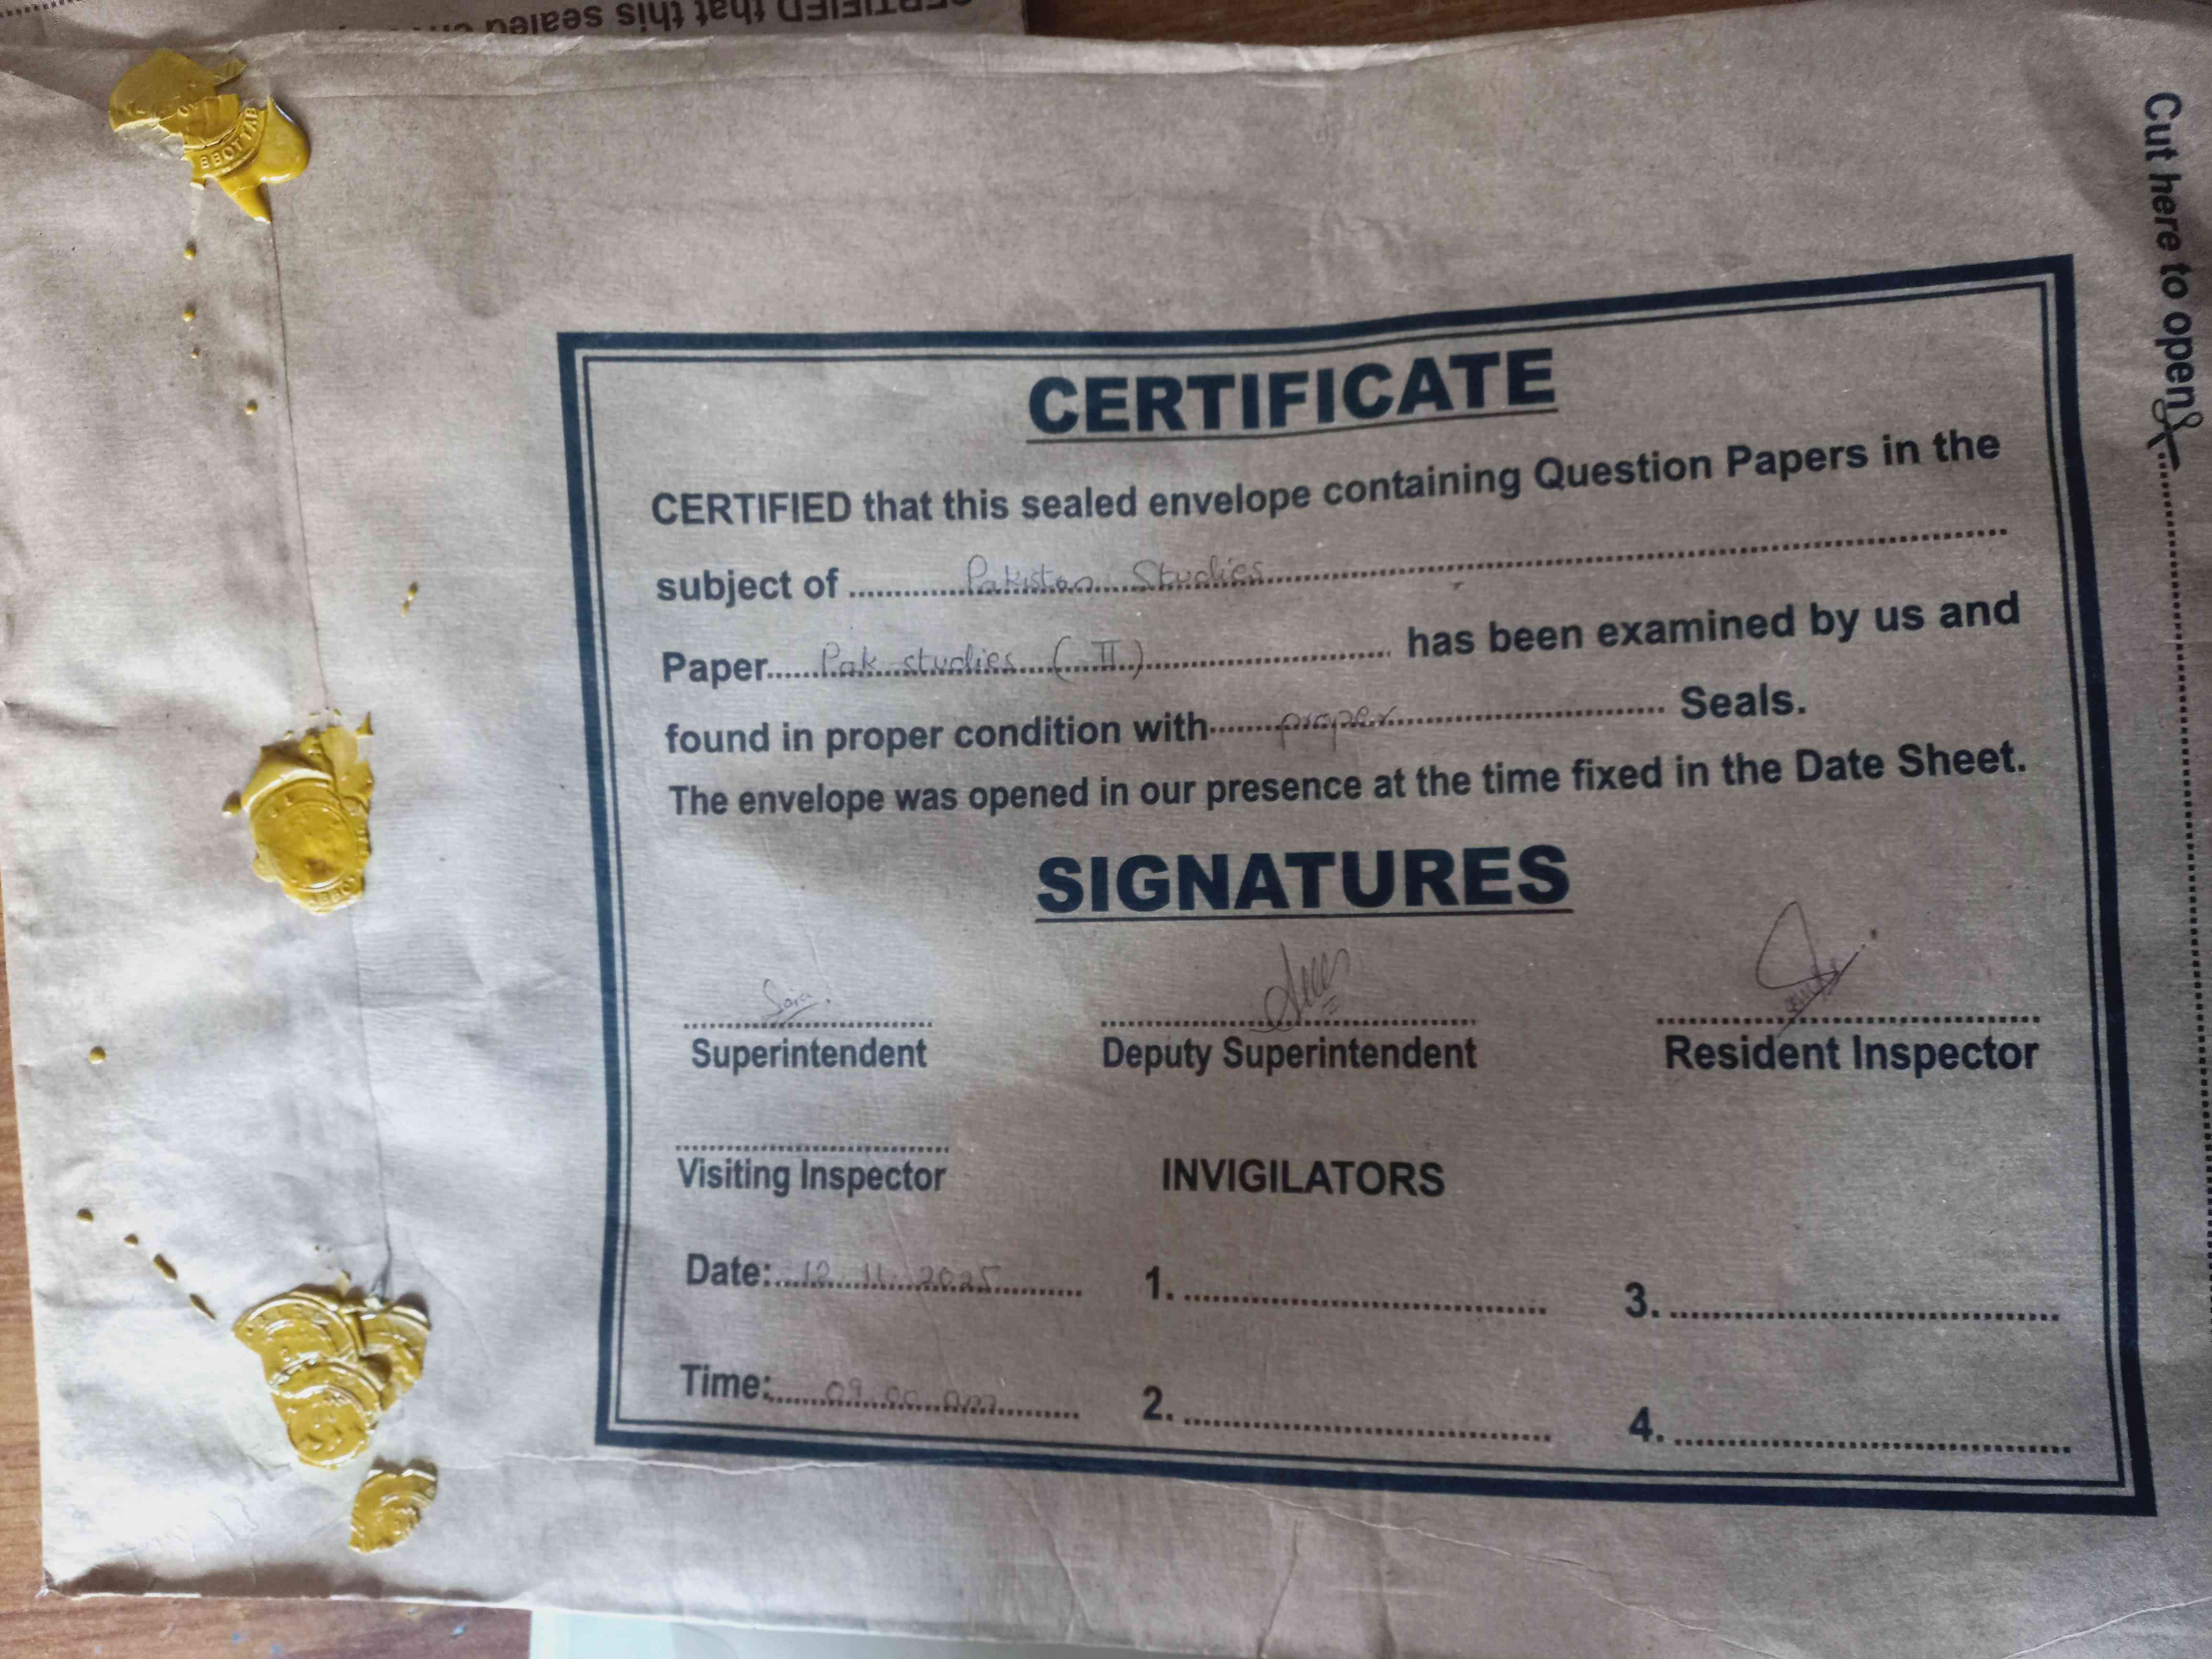 CERTIFIED that this sealed
Cut here to open
BBOTTAB
CERTIFICATE
CERTIFIED that this sealed envelope containing Question Papers in the
subject of Pakistan Studies
Paper Pak studies (II) has been examined by us and
found in proper condition with proper Seals.
The envelope was opened in our presence at the time fixed in the Date Sheet.
SIGNATURES
Superintendent Deputy Superintendent Resident Inspector
Visiting Inspector INVIGILATORS
Date: 12.11.2025 1. 3.
Time: 09.00 am 2. 4.
BBO